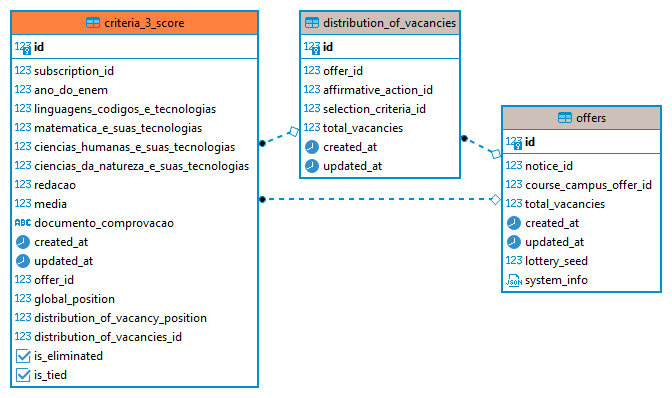 criteria_3_score
123 id
123 subscription_id
123 ano_do_enem
123 linguagens_codigos_e_tecnologias
123 matematica_e_suas_tecnologias
123 ciencias_humanas_e_suas_tecnologias
123 ciencias_da_natureza_e_suas_tecnologias
123 redacao
123 media
ABC documento_comprovacao
created_at
updated_at
123 offer_id
123 global_position
123 distribution_of_vacancy_position
123 distribution_of_vacancies_id
is_eliminated
is_tied
distribution_of_vacancies
123 id
123 offer_id
123 affirmative_action_id
123 selection_criteria_id
123 total_vacancies
created_at
updated_at
offers
123 id
123 notice_id
123 course_campus_offer_id
123 total_vacancies
created_at
updated_at
123 lottery_seed
JSON system_info